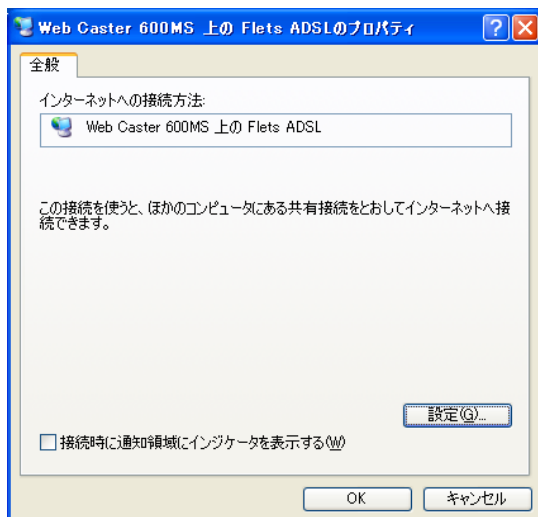 Web Caster 600MS 上の Flets ADSLのプロパティ
全般
インターネットへの接続方法:
Web Caster 600MS 上の Flets ADSL
この接続を使うと、ほかのコンピュータにある共有接続をとおしてインターネットへ接
続できます。
設定(G)...
接続時に通知領域にインジケータを表示する(W)
OK
キャンセル